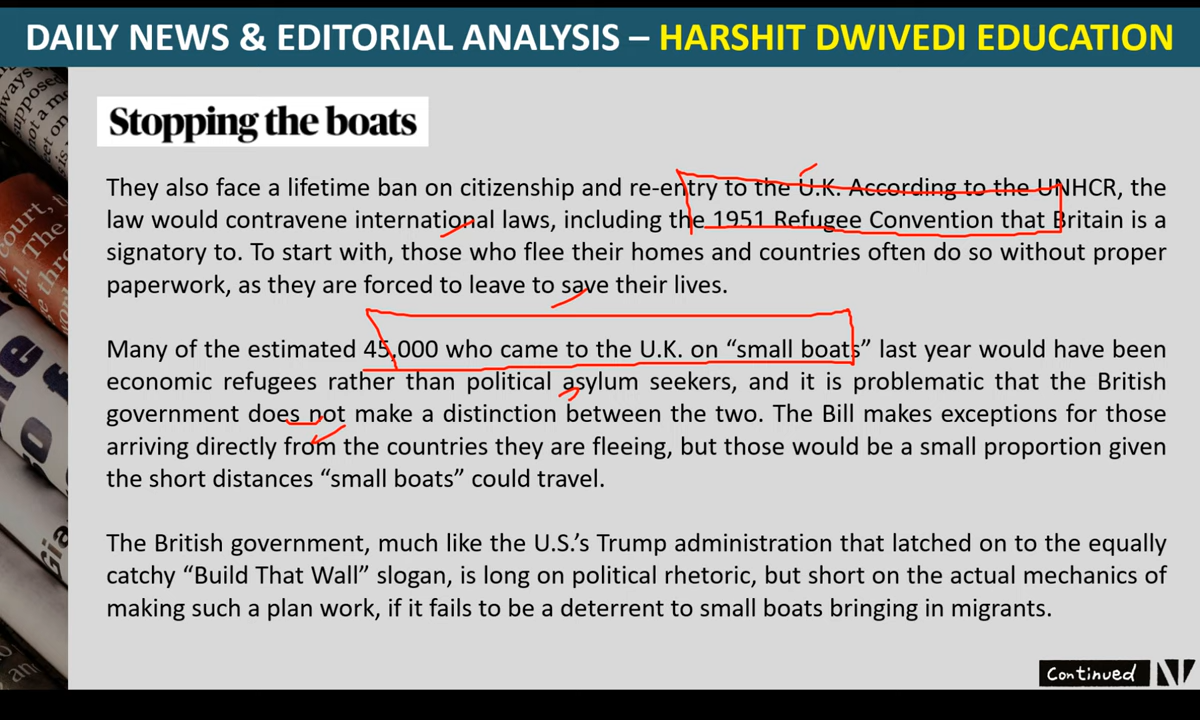 DAILY NEWS & EDITORIAL ANALYSIS – HARSHIT DWIVEDI EDUCATION
Stopping the boats
They also face a lifetime ban on citizenship and re-entry to the U.K. According to the UNHCR, the
law would contravene international laws, including the 1951 Refugee Convention that Britain is a
signatory to. To start with, those who flee their homes and countries often do so without proper
paperwork, as they are forced to leave to save their lives.
Many of the estimated 45,000 who came to the U.K. on “small boats” last year would have been
economic refugees rather than political asylum seekers, and it is problematic that the British
government does not make a distinction between the two. The Bill makes exceptions for those
arriving directly from the countries they are fleeing, but those would be a small proportion given
the short distances “small boats” could travel.
The British government, much like the U.S.’s Trump administration that latched on to the equally
catchy “Build That Wall” slogan, is long on political rhetoric, but short on the actual mechanics of
making such a plan work, if it fails to be a deterrent to small boats bringing in migrants.
Continued